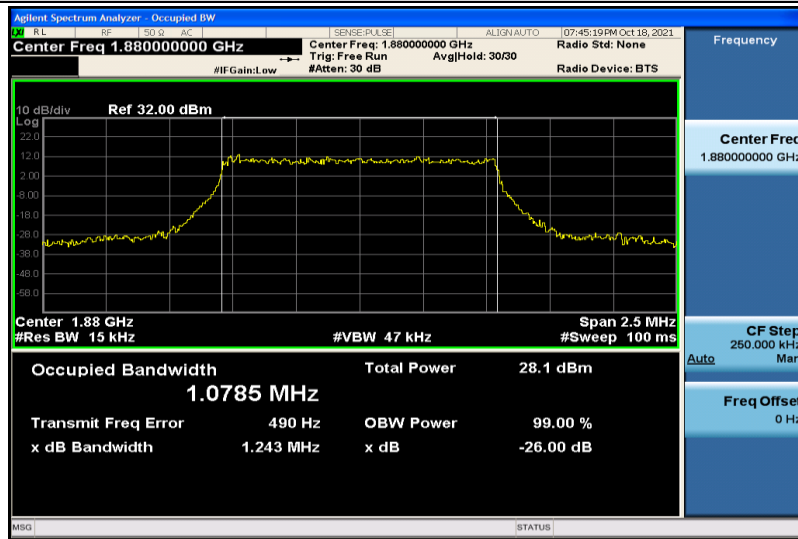 Agilent Spectrum Analyzer - Occupied BW
LXI RL RF 50 Ω AC SENSE:PULSE ALIGN AUTO 07:45:19 PM Oct 18, 2021
Center Freq 1.880000000 GHz
Center Freq: 1.880000000 GHz Radio Std: None
Trig: Free Run Avg|Hold: 30/30
#IFGain:Low #Atten: 30 dB Radio Device: BTS
Frequency
10 dB/div Ref 32.00 dBm
Log
22.0
12.0
2.00
-8.00
-18.0
-28.0
-38.0
-48.0
-58.0
Center 1.88 GHz Span 2.5 MHz
#Res BW 15 kHz #VBW 47 kHz #Sweep 100 ms
Occupied Bandwidth Total Power 28.1 dBm
1.0785 MHz
Transmit Freq Error 490 Hz OBW Power 99.00 %
x dB Bandwidth 1.243 MHz x dB -26.00 dB
Center Freq
1.880000000 GHz
CF Step
250.000 kHz
Auto Man
Freq Offset
0 Hz
MSG STATUS